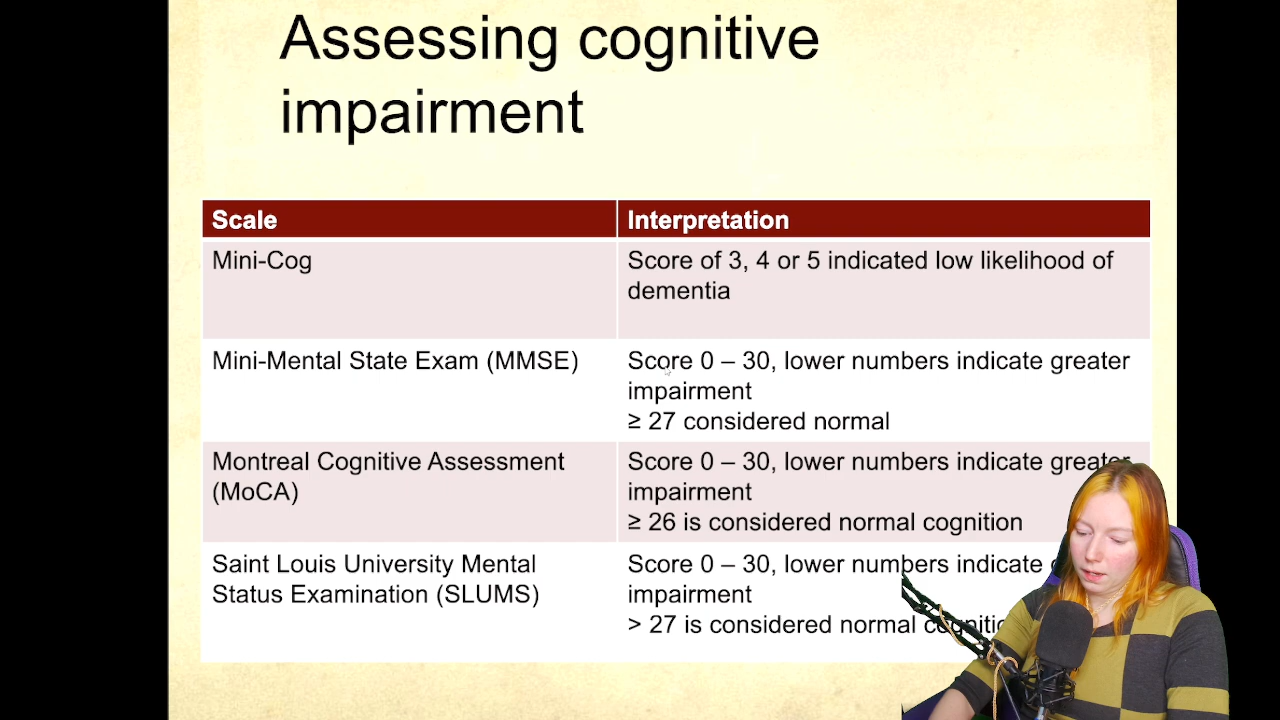 Assessing cognitive
impairment
Scale
Interpretation
Mini-Cog
Score of 3, 4 or 5 indicated low likelihood of
dementia
Mini-Mental State Exam (MMSE)
Score 0 – 30, lower numbers indicate greater
impairment
≥ 27 considered normal
Montreal Cognitive Assessment
(MoCA)
Score 0 – 30, lower numbers indicate greater
impairment
≥ 26 is considered normal cognition
Saint Louis University Mental
Status Examination (SLUMS)
Score 0 – 30, lower numbers indicate
impairment
> 27 is considered normal